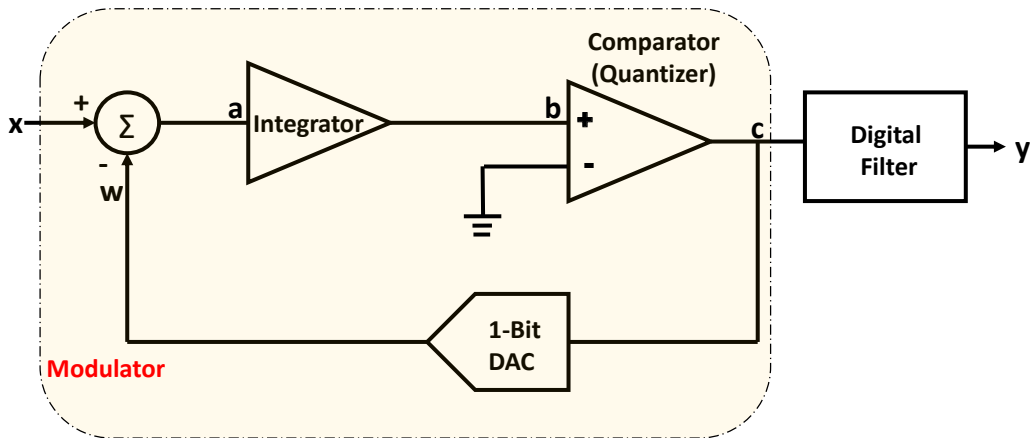 Comparator
(Quantizer)
x
+
Σ
-
w
a
Integrator
b
+
-
c
Digital
Filter
y
1-Bit
DAC
Modulator